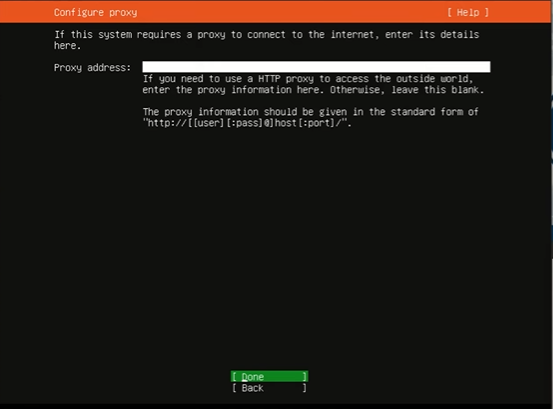 Configure proxy [ Help ]
If this system requires a proxy to connect to the internet, enter its details
here.
Proxy address:
If you need to use a HTTP proxy to access the outside world,
enter the proxy information here. Otherwise, leave this blank.
The proxy information should be given in the standard form of
"http://[[user][:pass]@]host[:port]/".
[ Done ]
[ Back ]